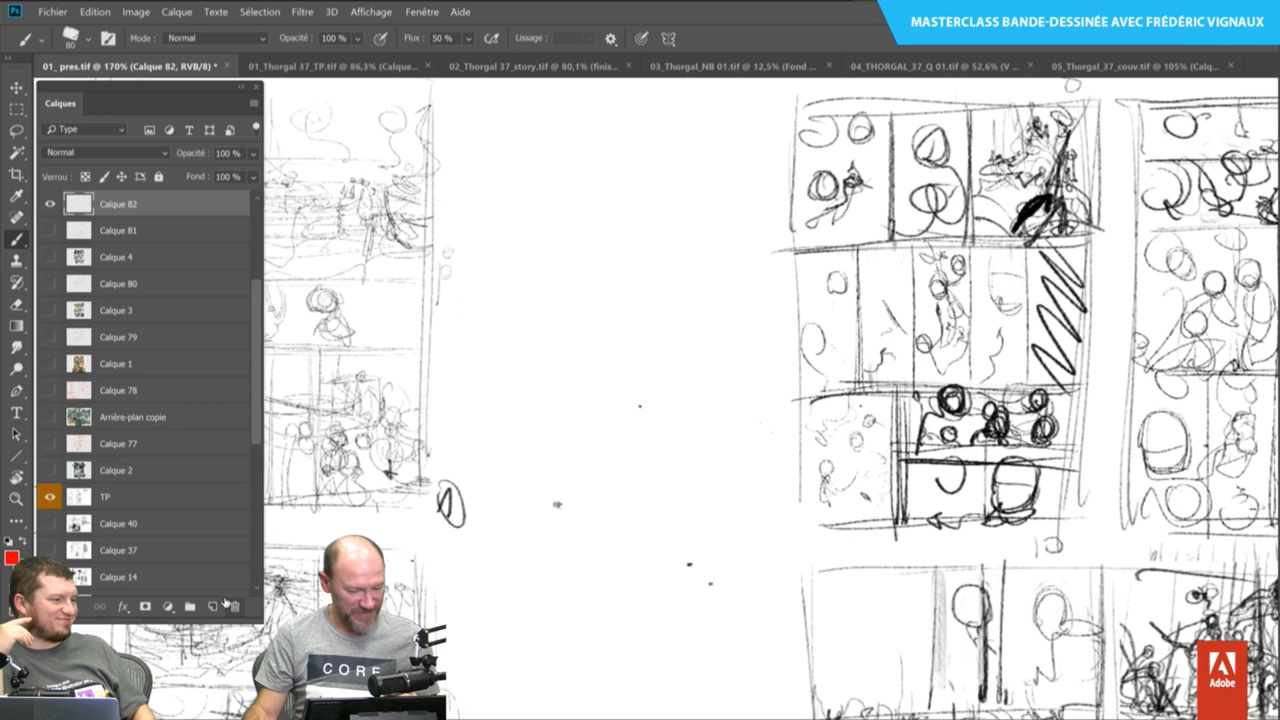 Fichier Edition Image Calque Texte Sélection Filtre 3D Affichage Fenêtre Aide
MASTERCLASS BANDE-DESSINÉE AVEC FRÉDÉRIC VIGNAUX
80 Mode : Normal Opacité : 100 % Flux : 50 % Lissage :
01_ pres.tif @ 170% (Calque 82, RVB/8) * 01_Thorgal 37_TP.tif @ 86,3% (Calque... 02_Thorgal 37_story.tif @ 80,1% (finis... 03_Thorgal_NB 01.tif @ 12,5% (Fond ... 04_THORGAL_37_Q 01.tif @ 52,6% (V ... 05_Thorgal_37_couv.tif @ 105% (Calq...
Calques
Type
Normal Opacité : 100 %
Verrou : Fond : 100 %
Calque 82
Calque 81
Calque 4
Calque 80
Calque 3
Calque 79
Calque 1
Calque 78
Arrière-plan copie
Calque 77
Calque 2
TP
Calque 40
Calque 37
Calque 14
fx
CORE
Adobe